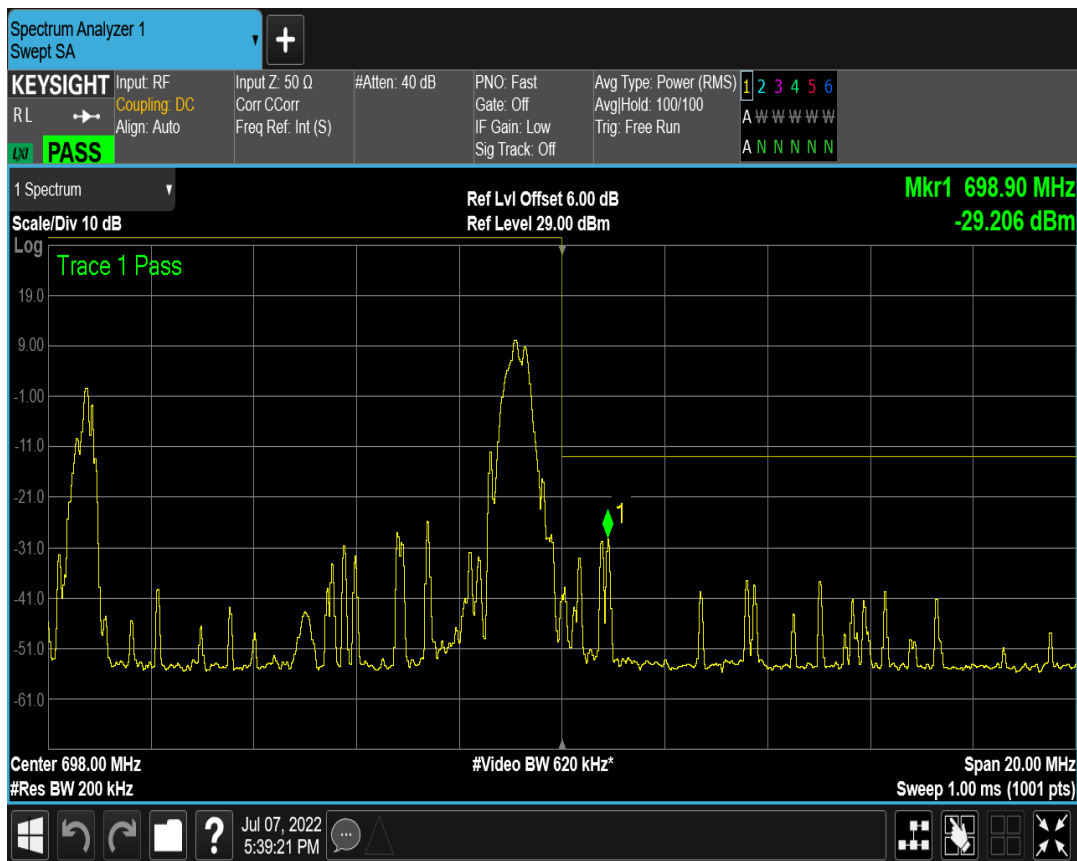 Spectrum Analyzer 1
Swept SA
+
KEYSIGHT
R L
LXI
PASS
Input: RF
Coupling: DC
Align: Auto
Input Z: 50 Ω
Corr CCorr
Freq Ref: Int (S)
#Atten: 40 dB
PNO: Fast
Gate: Off
IF Gain: Low
Sig Track: Off
Avg Type: Power (RMS)
Avg|Hold: 100/100
Trig: Free Run
1 2 3 4 5 6
A W W W W W
A N N N N N
1 Spectrum
Scale/Div 10 dB
Ref Lvl Offset 6.00 dB
Ref Level 29.00 dBm
Mkr1 698.90 MHz
-29.206 dBm
Log
Trace 1 Pass
19.0
9.00
-1.00
-11.0
-21.0
-31.0
-41.0
-51.0
-61.0
1
Center 698.00 MHz
#Res BW 200 kHz
#Video BW 620 kHz*
Span 20.00 MHz
Sweep 1.00 ms (1001 pts)
?
Jul 07, 2022
5:39:21 PM